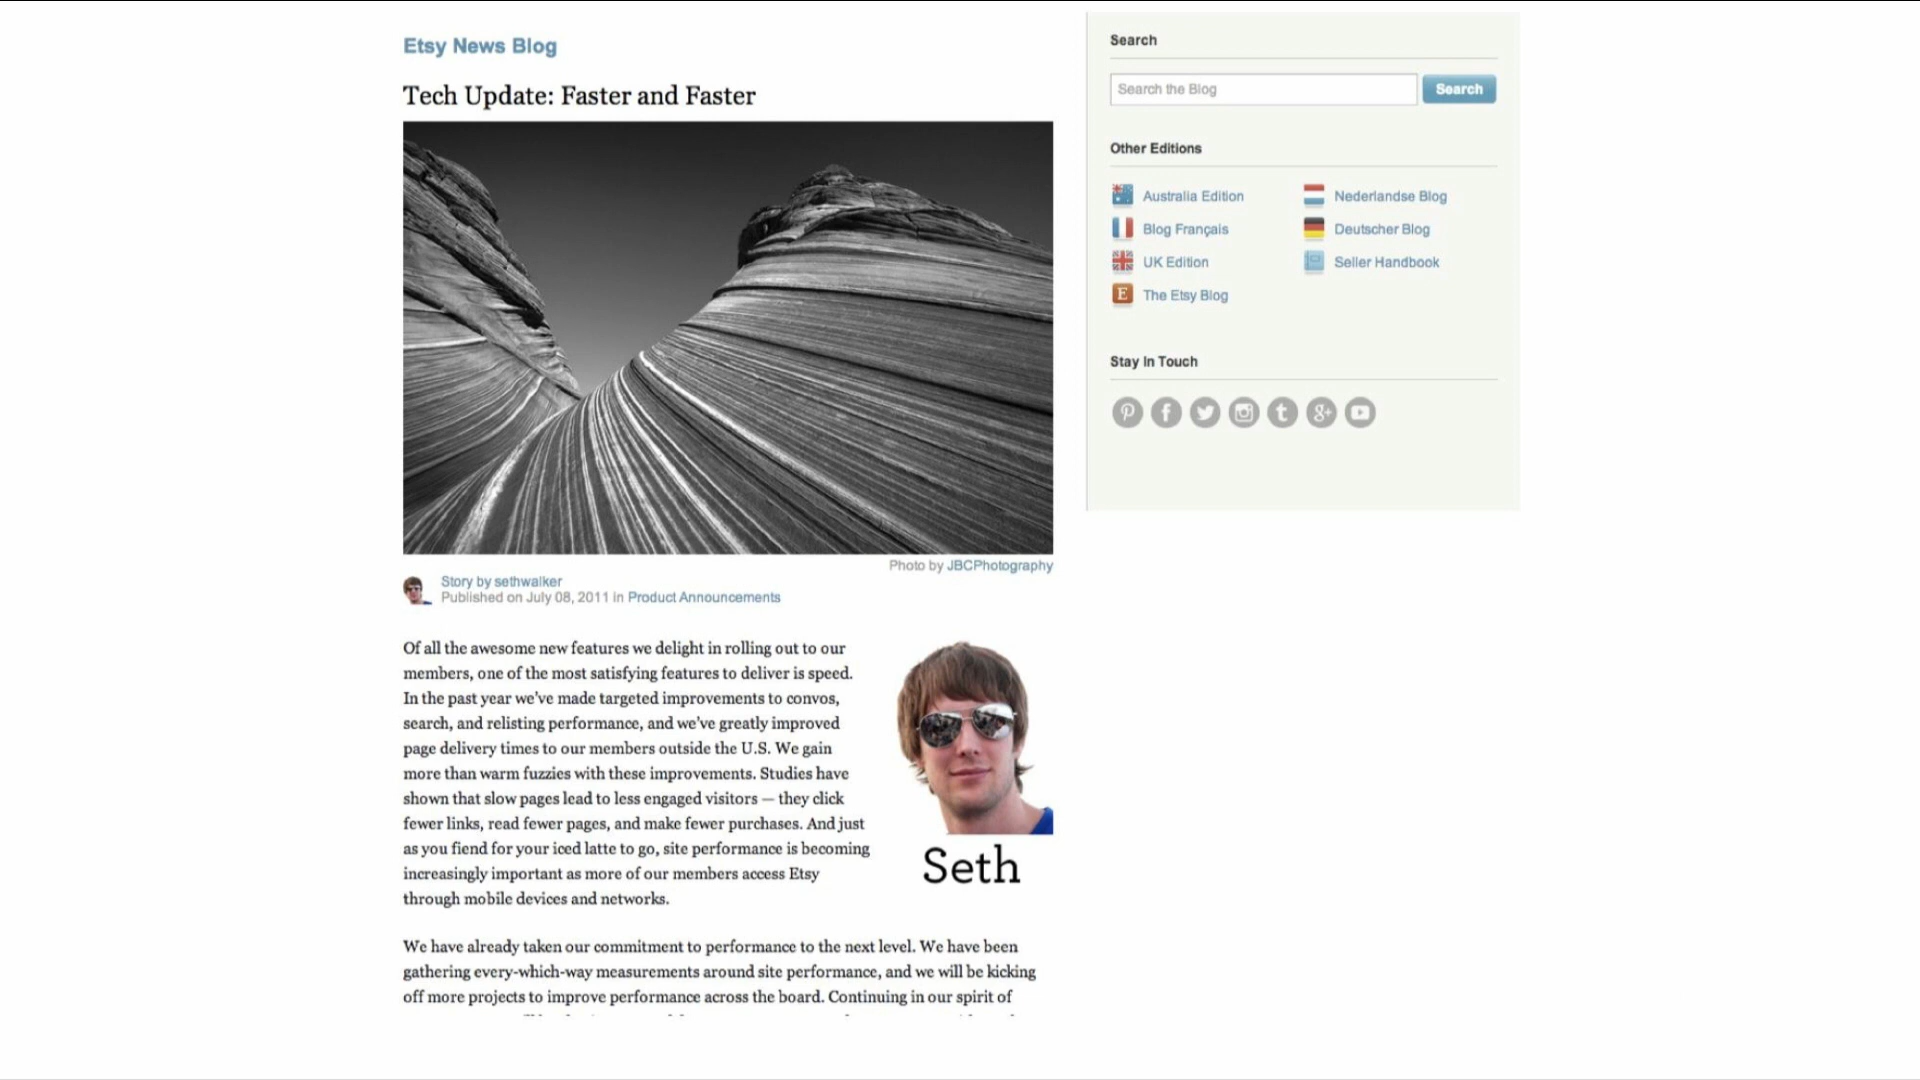 Etsy News Blog
Tech Update: Faster and Faster
Photo by JBCPhotography
Story by sethwalker
Published on July 08, 2011 in Product Announcements
Of all the awesome new features we delight in rolling out to our
members, one of the most satisfying features to deliver is speed.
In the past year we've made targeted improvements to convos,
search, and relisting performance, and we've greatly improved
page delivery times to our members outside the U.S. We gain
more than warm fuzzies with these improvements. Studies have
shown that slow pages lead to less engaged visitors — they click
fewer links, read fewer pages, and make fewer purchases. And just
as you fiend for your iced latte to go, site performance is becoming
increasingly important as more of our members access Etsy
through mobile devices and networks.
Seth
We have already taken our commitment to performance to the next level. We have been
gathering every-which-way measurements around site performance, and we will be kicking
off more projects to improve performance across the board. Continuing in our spirit of
Search
Search the Blog
Search
Other Editions
Australia Edition
Nederlandse Blog
Blog Français
Deutscher Blog
UK Edition
Seller Handbook
E The Etsy Blog
Stay In Touch